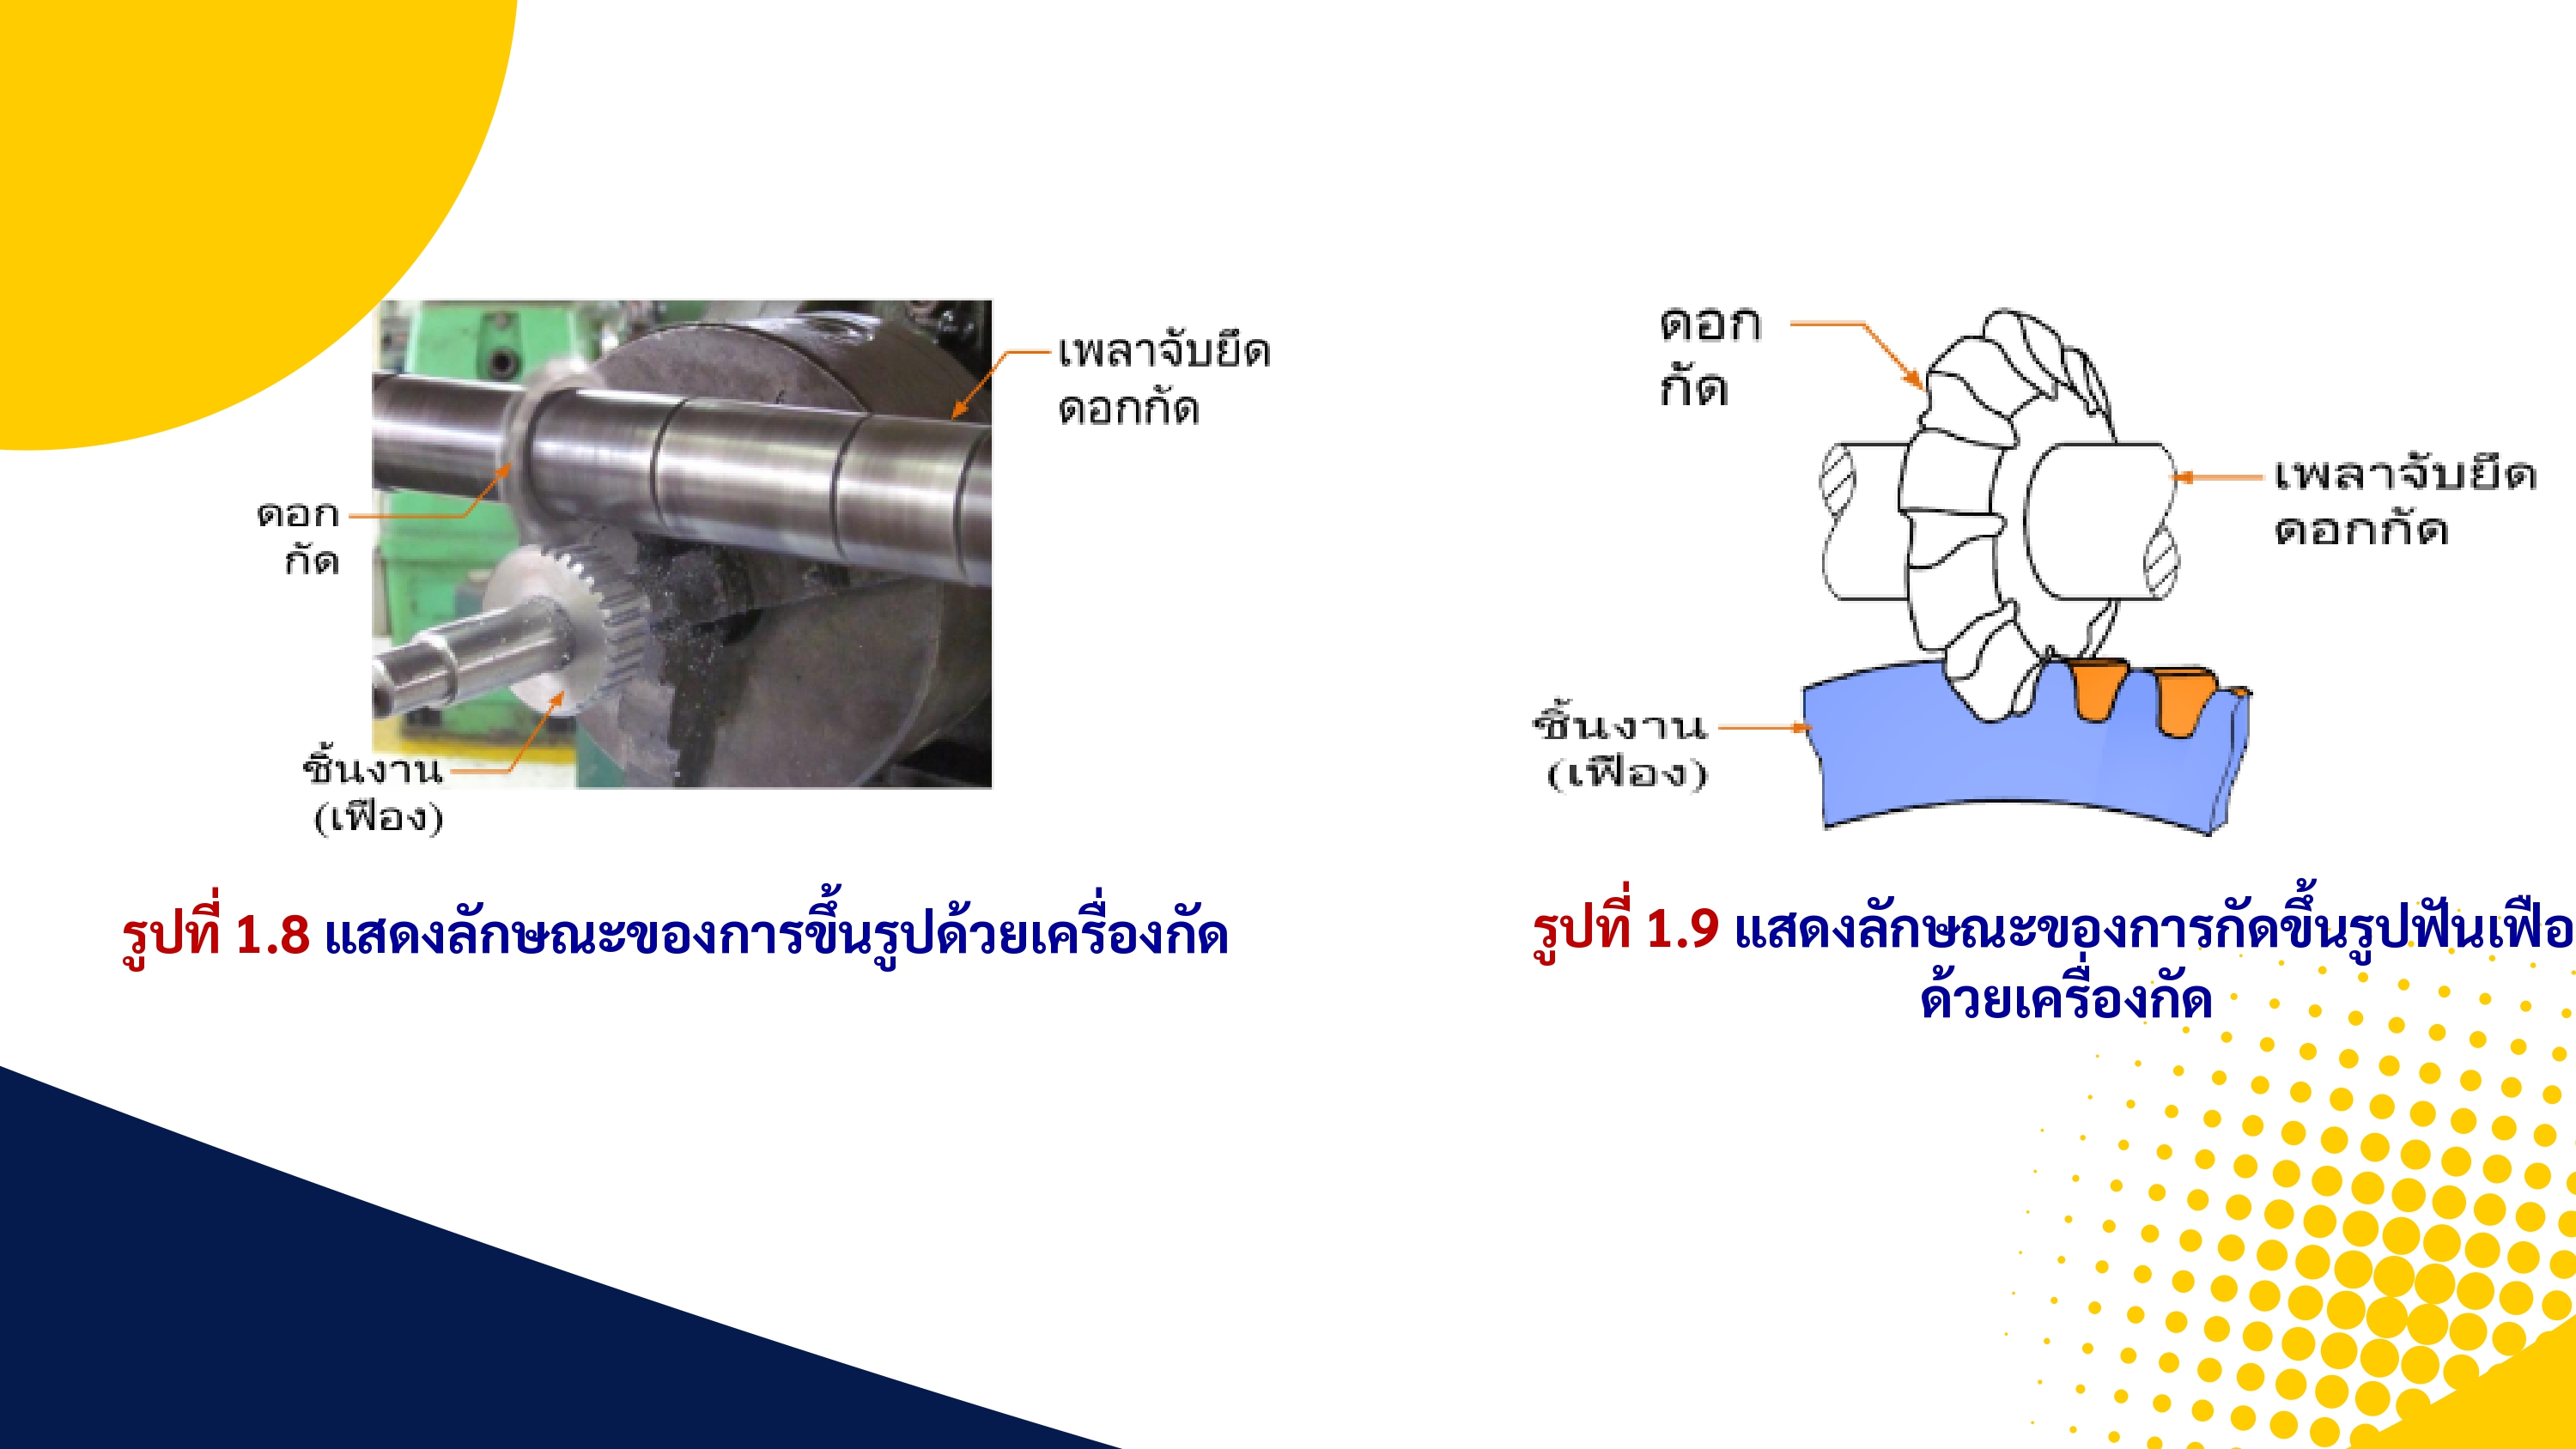 เพลาจับยึด
ดอกกัด
ดอก
กัด
ชิ้นงาน
(เฟือง)
รูปที่ 1.8 แสดงลักษณะของการขึ้นรูปด้วยเครื่องกัด
ดอก
กัด
เพลาจับยึด
ดอกกัด
ชิ้นงาน
(เฟือง)
รูปที่ 1.9 แสดงลักษณะของการกัดขึ้นรูปฟันเฟือ
ด้วยเครื่องกัด